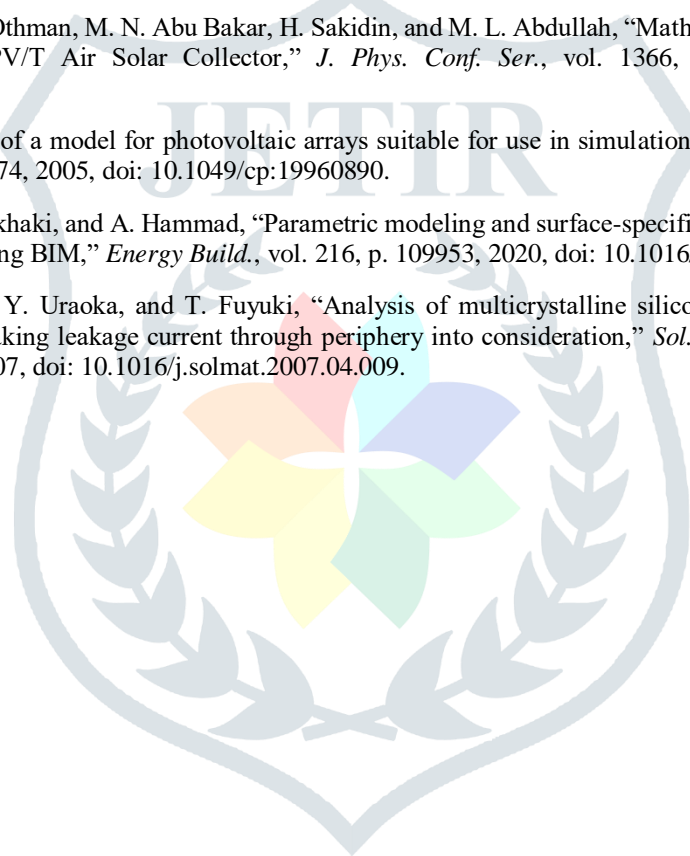 Othman, M. N. Abu Bakar, H. Sakidin, and M. L. Abdullah, “Math
PV/T Air Solar Collector,” J. Phys. Conf. Ser., vol. 1366,
JETIR
of a model for photovoltaic arrays suitable for use in simulation
74, 2005, doi: 10.1049/cp:19960890.
khaki, and A. Hammad, “Parametric modeling and surface-specifi
ng BIM,” Energy Build., vol. 216, p. 109953, 2020, doi: 10.1016/
Y. Uraoka, and T. Fuyuki, “Analysis of multicrystalline silico
aking leakage current through periphery into consideration,” Sol.
07, doi: 10.1016/j.solmat.2007.04.009.